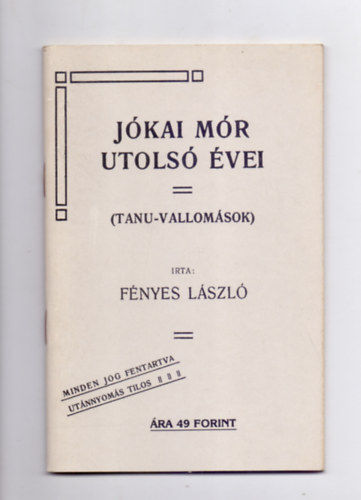 JÓKAI MÓR
UTOLSÓ ÉVEI
(TANU-VALLOMÁSOK)
IRTA:
FÉNYES LÁSZLÓ
MINDEN JOG FENTARTVA
UTÁNNYOMÁS TILOS
ÁRA 49 FORINT